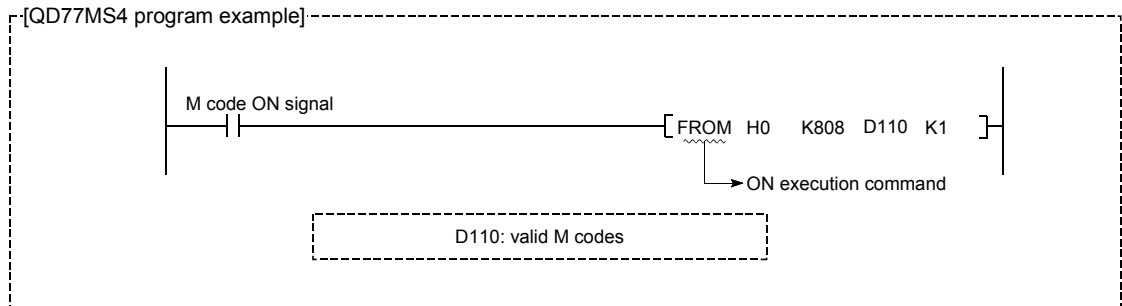 [QD77MS4 program example]
M code ON signal
FROM H0 K808 D110 K1
ON execution command
D110: valid M codes